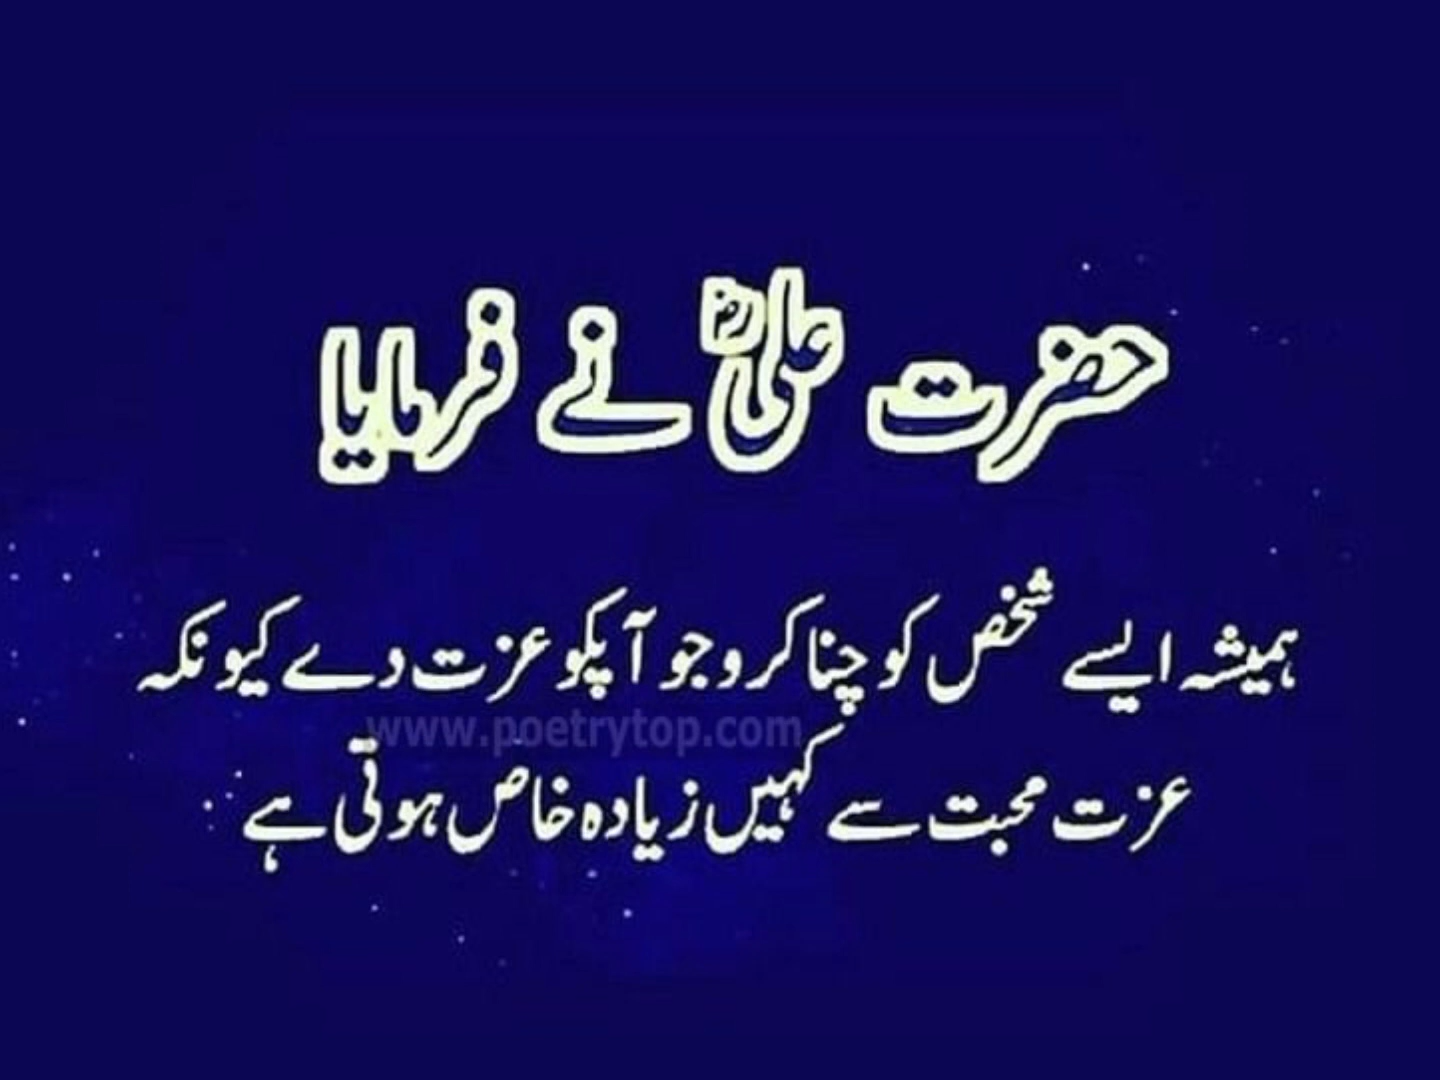 حضرت علیؓ نے فرمایا
ہمیشہ ایسے شخص کو چنا کرو جو آپکو عزت دے کیونکہ
www.poetrytop.com
عزت محبت سے کہیں زیادہ خاص ہوتی ہے